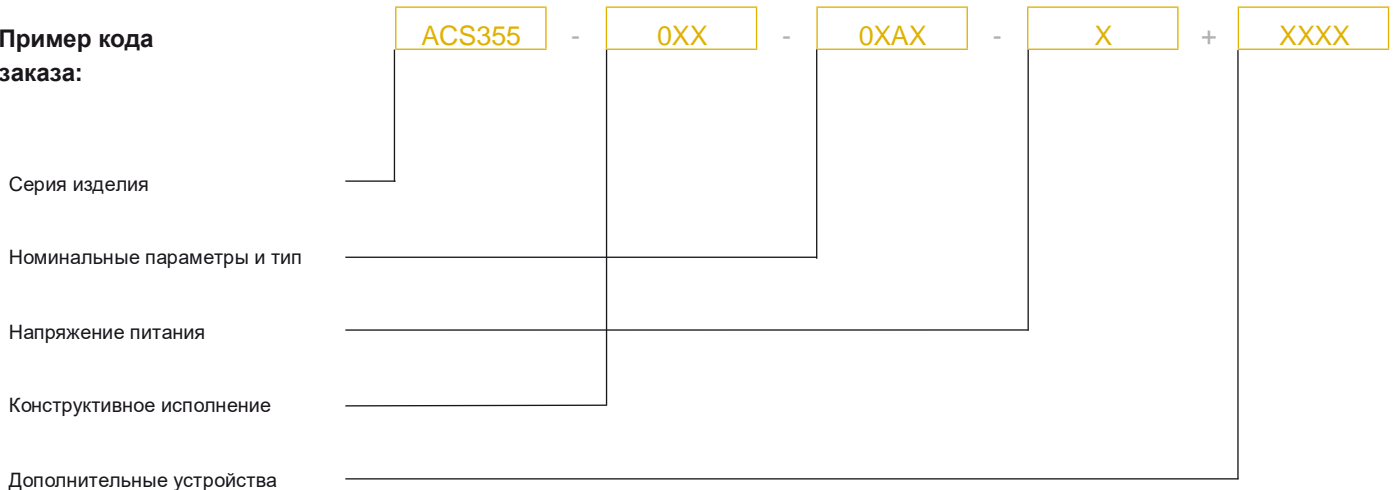 Пример кода
заказа:
ACS355 - 0XX - 0XAX - X + XXXX
Серия изделия
Номинальные параметры и тип
Напряжение питания
Конструктивное исполнение
Дополнительные устройства